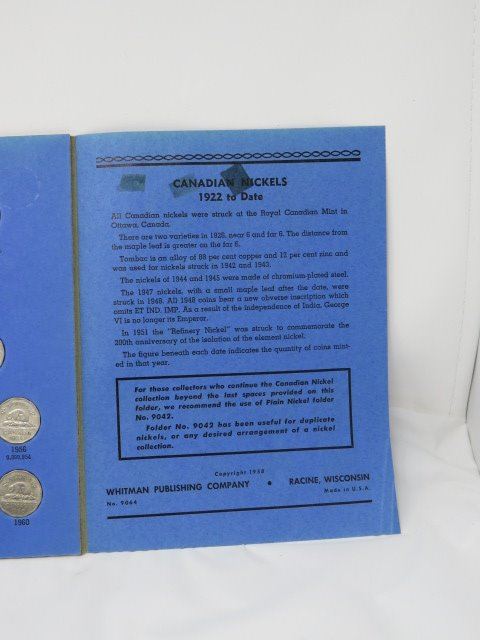 CANADIAN NICKELS
1922 to Date
All Canadian nickels were struck at the Royal Canadian Mint in
Ottawa, Canada.
There are two varieties in 1926, near 6 and far 6. The distance from
the maple leaf is greater on the far 6.
Tombac is an alloy of 88 per cent copper and 12 per cent zinc and
was used for nickels struck in 1942 and 1943.
The nickels of 1944 and 1945 were made of chromium-plated steel.
The 1947 nickels, with a small maple leaf after the date, were
struck in 1948. All 1948 coins bear a new obverse inscription which
omits ET IND. IMP. As a result of the independence of India, George
VI is no longer its Emperor.
In 1951 the "Refinery Nickel" was struck to commemorate the
200th anniversary of the isolation of the element nickel.
The figure beneath each date indicates the quantity of coins mint-
ed in that year.
For those collectors who continue the Canadian Nickel
collection beyond the last spaces provided on this
folder, we recommend the use of Plain Nickel folder
No. 9042.
Folder No. 9042 has been useful for duplicate
nickels, or any desired arrangement of a nickel
collection.
Copyright 1958
WHITMAN PUBLISHING COMPANY • RACINE, WISCONSIN
No. 9064 Made in U.S.A.
1956
1960